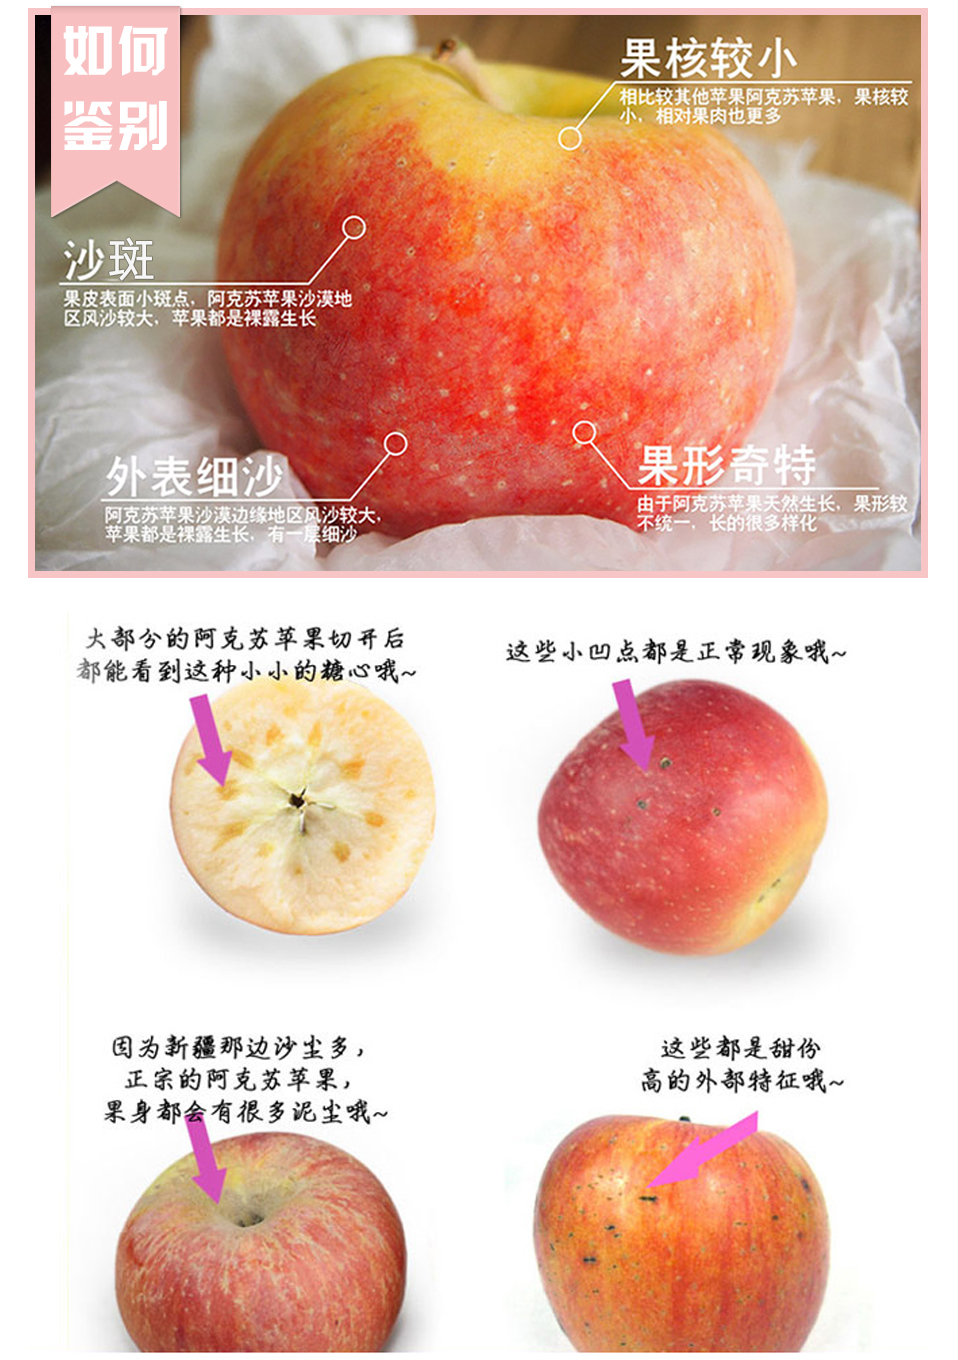 如何
鉴别
果核较小
相比较其他苹果阿克苏苹果，果核较
小，相对果肉也更多
沙斑
果皮表面小斑点，阿克苏苹果沙漠地
区风沙较大，苹果都是裸露生长
外表细沙
阿克苏苹果沙漠边缘地区风沙较大，
苹果都是裸露生长，有一层细沙
果形奇特
由于阿克苏苹果天然生长，果形较
不统一，长的很多样化
大部分的阿克苏苹果切开后
都能看到这种小小的糖心哦~
这些小凹点都是正常现象哦~
因为新疆那边沙尘多，
正宗的阿克苏苹果，
果身都会有很多泥尘哦~
这些都是甜份
高的外部特征哦~